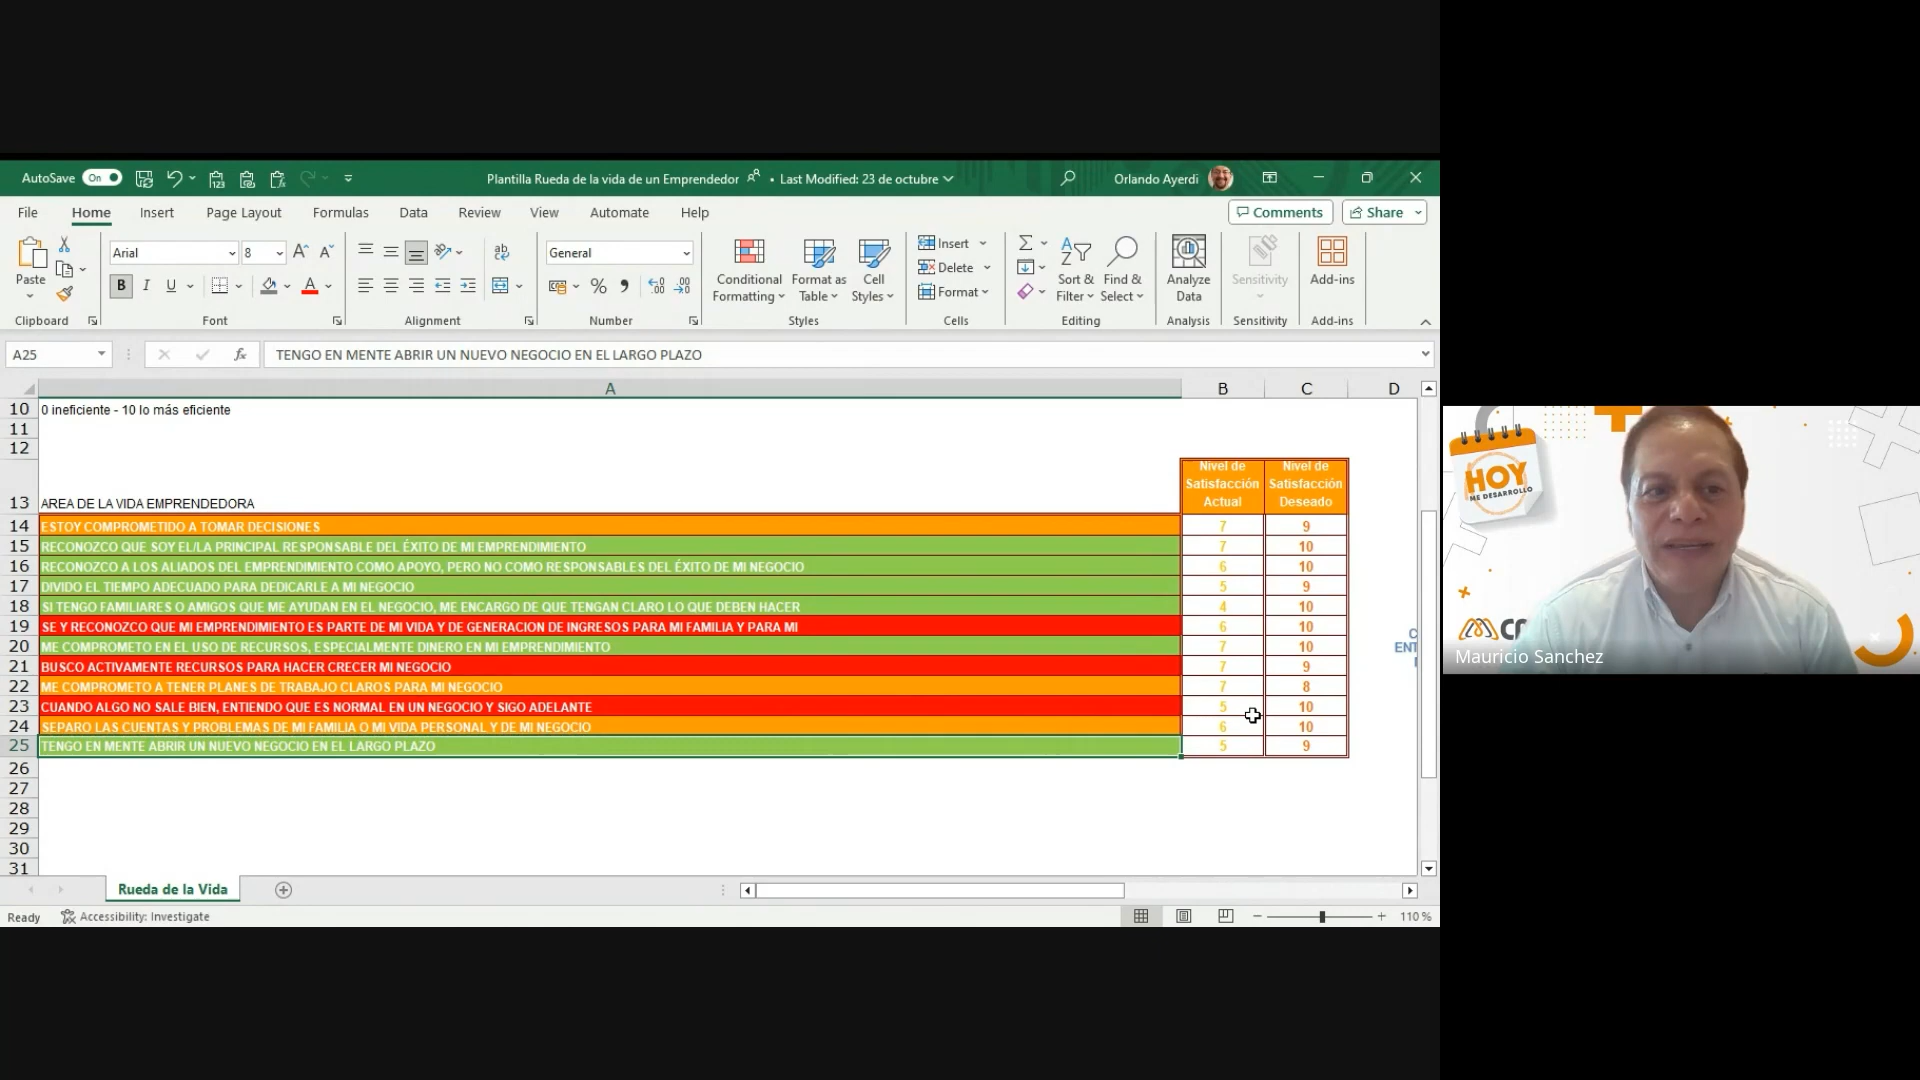 AutoSave On
Plantilla Rueda de la vida de un Emprendedor • Last Modified: 23 de octubre
Orlando Ayerdi
File Home Insert Page Layout Formulas Data Review View Automate Help
Comments Share
Paste
Clipboard
Arial 8
B I U
Font
Alignment
General
Number
Conditional Formatting
Format as Table
Cell Styles
Styles
Insert
Delete
Format
Cells
Sort & Filter
Find & Select
Editing
Analyze Data
Analysis
Sensitivity
Sensitivity
Add-ins
Add-ins
A25 fx TENGO EN MENTE ABRIR UN NUEVO NEGOCIO EN EL LARGO PLAZO
A B C D
10 0 ineficiente - 10 lo más eficiente
11
12
13 AREA DE LA VIDA EMPRENDEDORA Nivel de Satisfacción Actual Nivel de Satisfacción Deseado
14 ESTOY COMPROMETIDO A TOMAR DECISIONES 7 9
15 RECONOZCO QUE SOY EL/LA PRINCIPAL RESPONSABLE DEL ÉXITO DE MI EMPRENDIMIENTO 7 10
16 RECONOZCO A LOS ALIADOS DEL EMPRENDIMIENTO COMO APOYO, PERO NO COMO RESPONSABLES DEL ÉXITO DE MI NEGOCIO 6 10
17 DIVIDO EL TIEMPO ADECUADO PARA DEDICARLE A MI NEGOCIO 5 9
18 SI TENGO FAMILIARES O AMIGOS QUE ME AYUDAN EN EL NEGOCIO, ME ENCARGO DE QUE TENGAN CLARO LO QUE DEBEN HACER 4 10
19 SE Y RECONOZCO QUE MI EMPRENDIMIENTO ES PARTE DE MI VIDA Y DE GENERACION DE INGRESOS PARA MI FAMILIA Y PARA MI 6 10
20 ME COMPROMETO EN EL USO DE RECURSOS, ESPECIALMENTE DINERO EN MI EMPRENDIMIENTO 7 10
21 BUSCO ACTIVAMENTE RECURSOS PARA HACER CRECER MI NEGOCIO 7 9
22 ME COMPROMETO A TENER PLANES DE TRABAJO CLAROS PARA MI NEGOCIO 7 8
23 CUANDO ALGO NO SALE BIEN, ENTIENDO QUE ES NORMAL EN UN NEGOCIO Y SIGO ADELANTE 5 10
24 SEPARO LAS CUENTAS Y PROBLEMAS DE MI FAMILIA O MI VIDA PERSONAL Y DE MI NEGOCIO 6 10
25 TENGO EN MENTE ABRIR UN NUEVO NEGOCIO EN EL LARGO PLAZO 5 9
26
27
28
29
30
31
Rueda de la Vida
Ready Accessibility: Investigate
110 %
HOY
ME DESARROLLO
Mauricio Sanchez